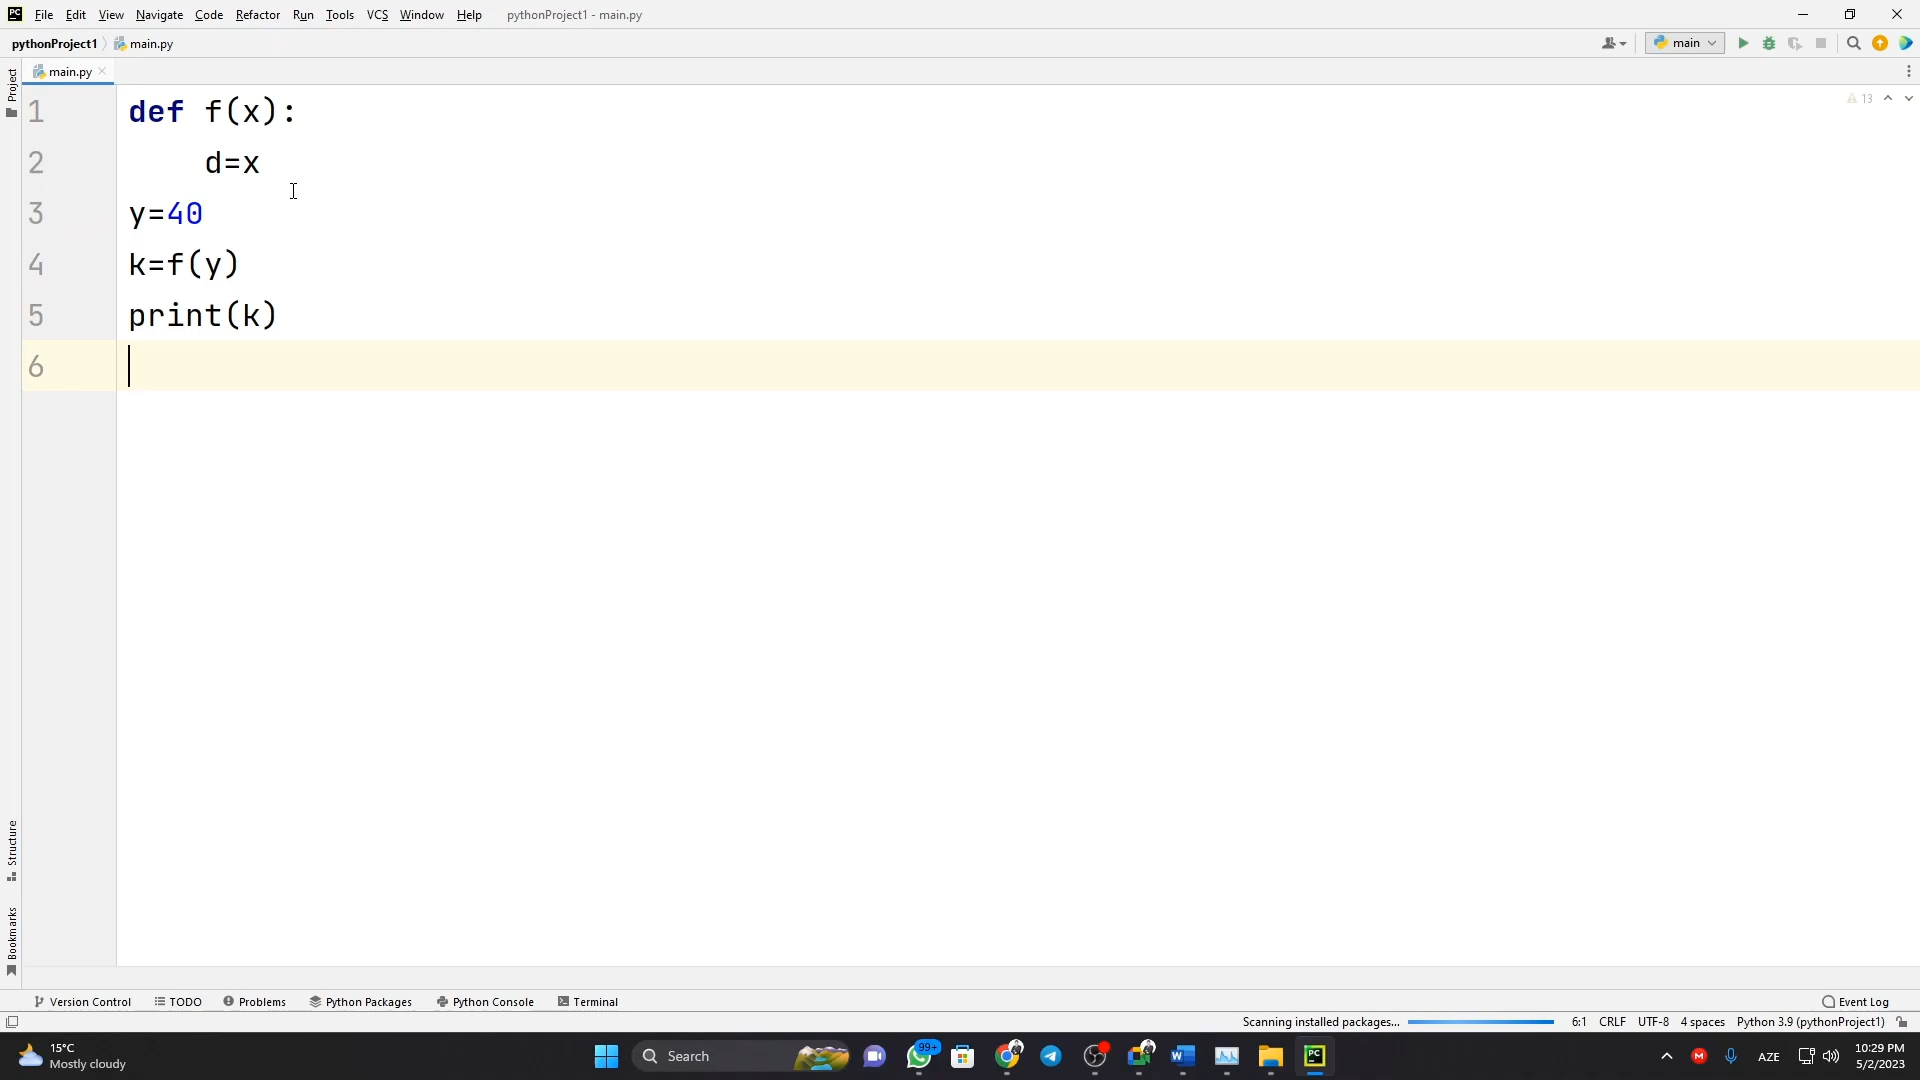 PC File Edit View Navigate Code Refactor Run Tools VCS Window Help pythonProject1 - main.py
pythonProject1 main.py main
Project
main.py
13
1 def f(x):
2 d=x
3 y=40
4 k=f(y)
5 print(k)
6
Structure
Bookmarks
Version Control TODO Problems Python Packages Python Console Terminal Event Log
Scanning installed packages... 6:1 CRLF UTF-8 4 spaces Python 3.9 (pythonProject1)
15°C
Mostly cloudy
Search
99+
PC
M
AZE
10:29 PM
5/2/2023